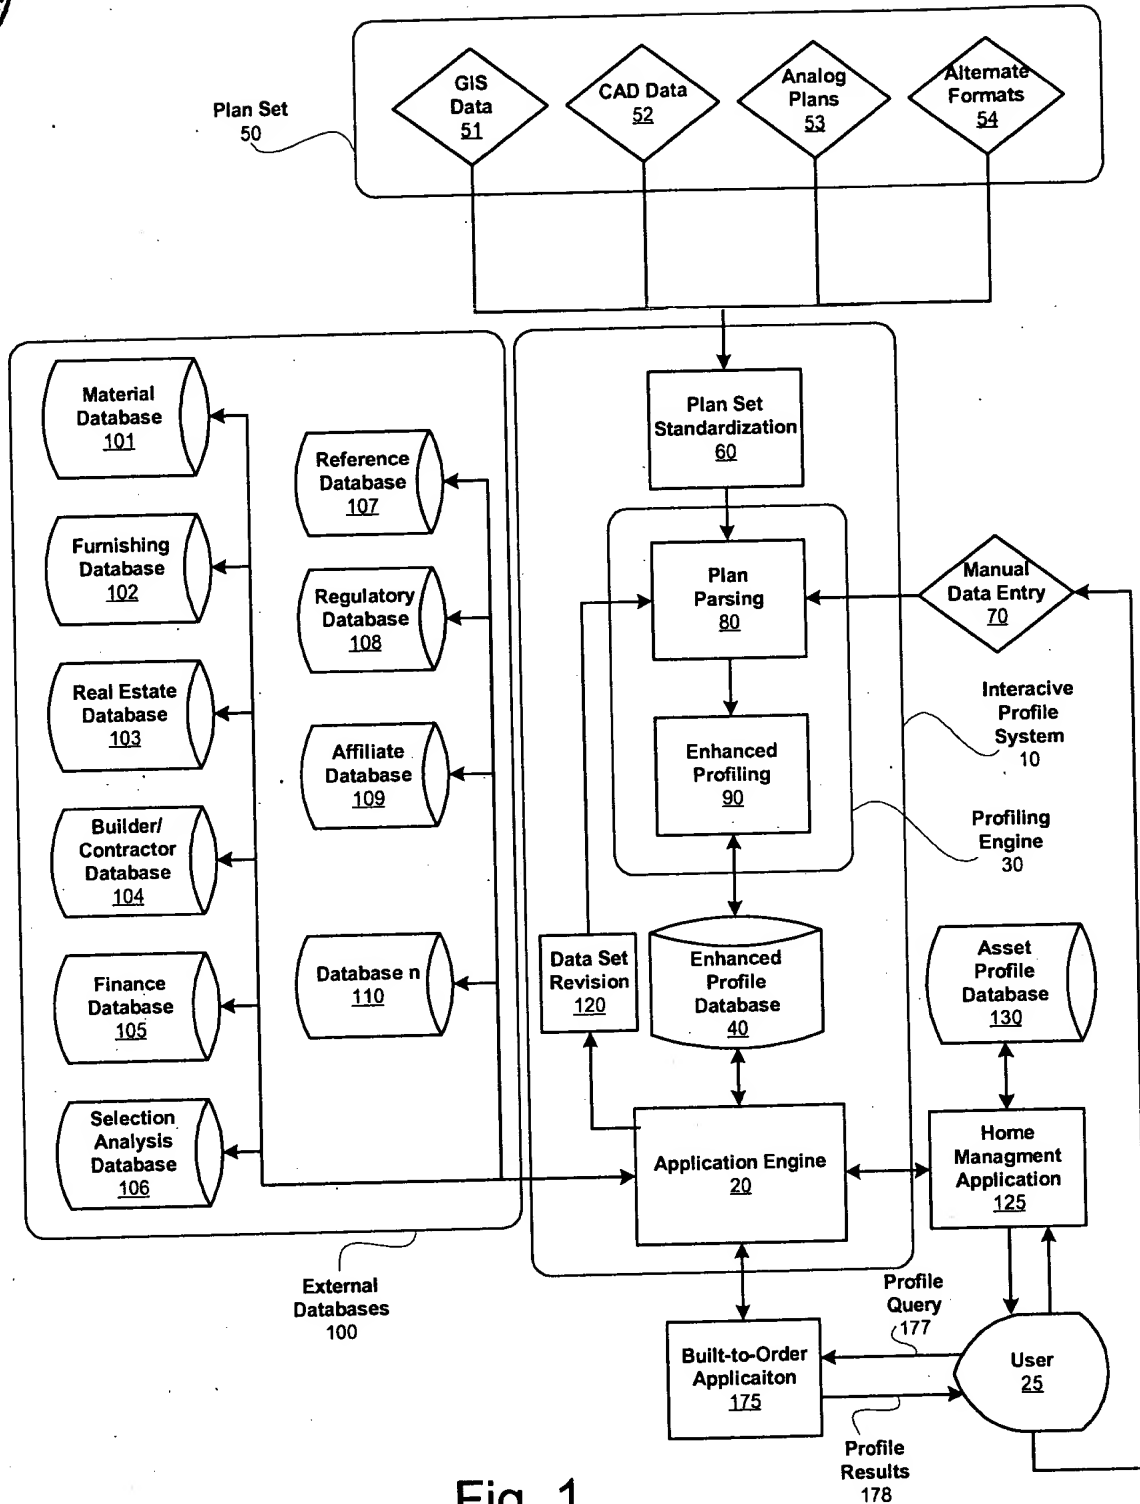 Plan Set
50
GIS
Data
51
CAD Data
52
Analog
Plans
53
Alternate
Formats
54
Material
Database
101
Furnishing
Database
102
Real Estate
Database
103
Builder/
Contractor
Database
104
Finance
Database
105
Selection
Analysis
Database
106
Reference
Database
107
Regulatory
Database
108
Affiliate
Database
109
Database n
110
External
Databases
100
Plan Set
Standardization
60
Plan
Parsing
80
Enhanced
Profiling
90
Manual
Data Entry
70
Interacive
Profile
System
10
Profiling
Engine
30
Data Set
Revision
120
Enhanced
Profile
Database
40
Asset
Profile
Database
130
Application Engine
20
Home
Managment
Application
125
Profile
Query
177
Built-to-Order
Applicaiton
175
User
25
Profile
Results
178
Fig. 1